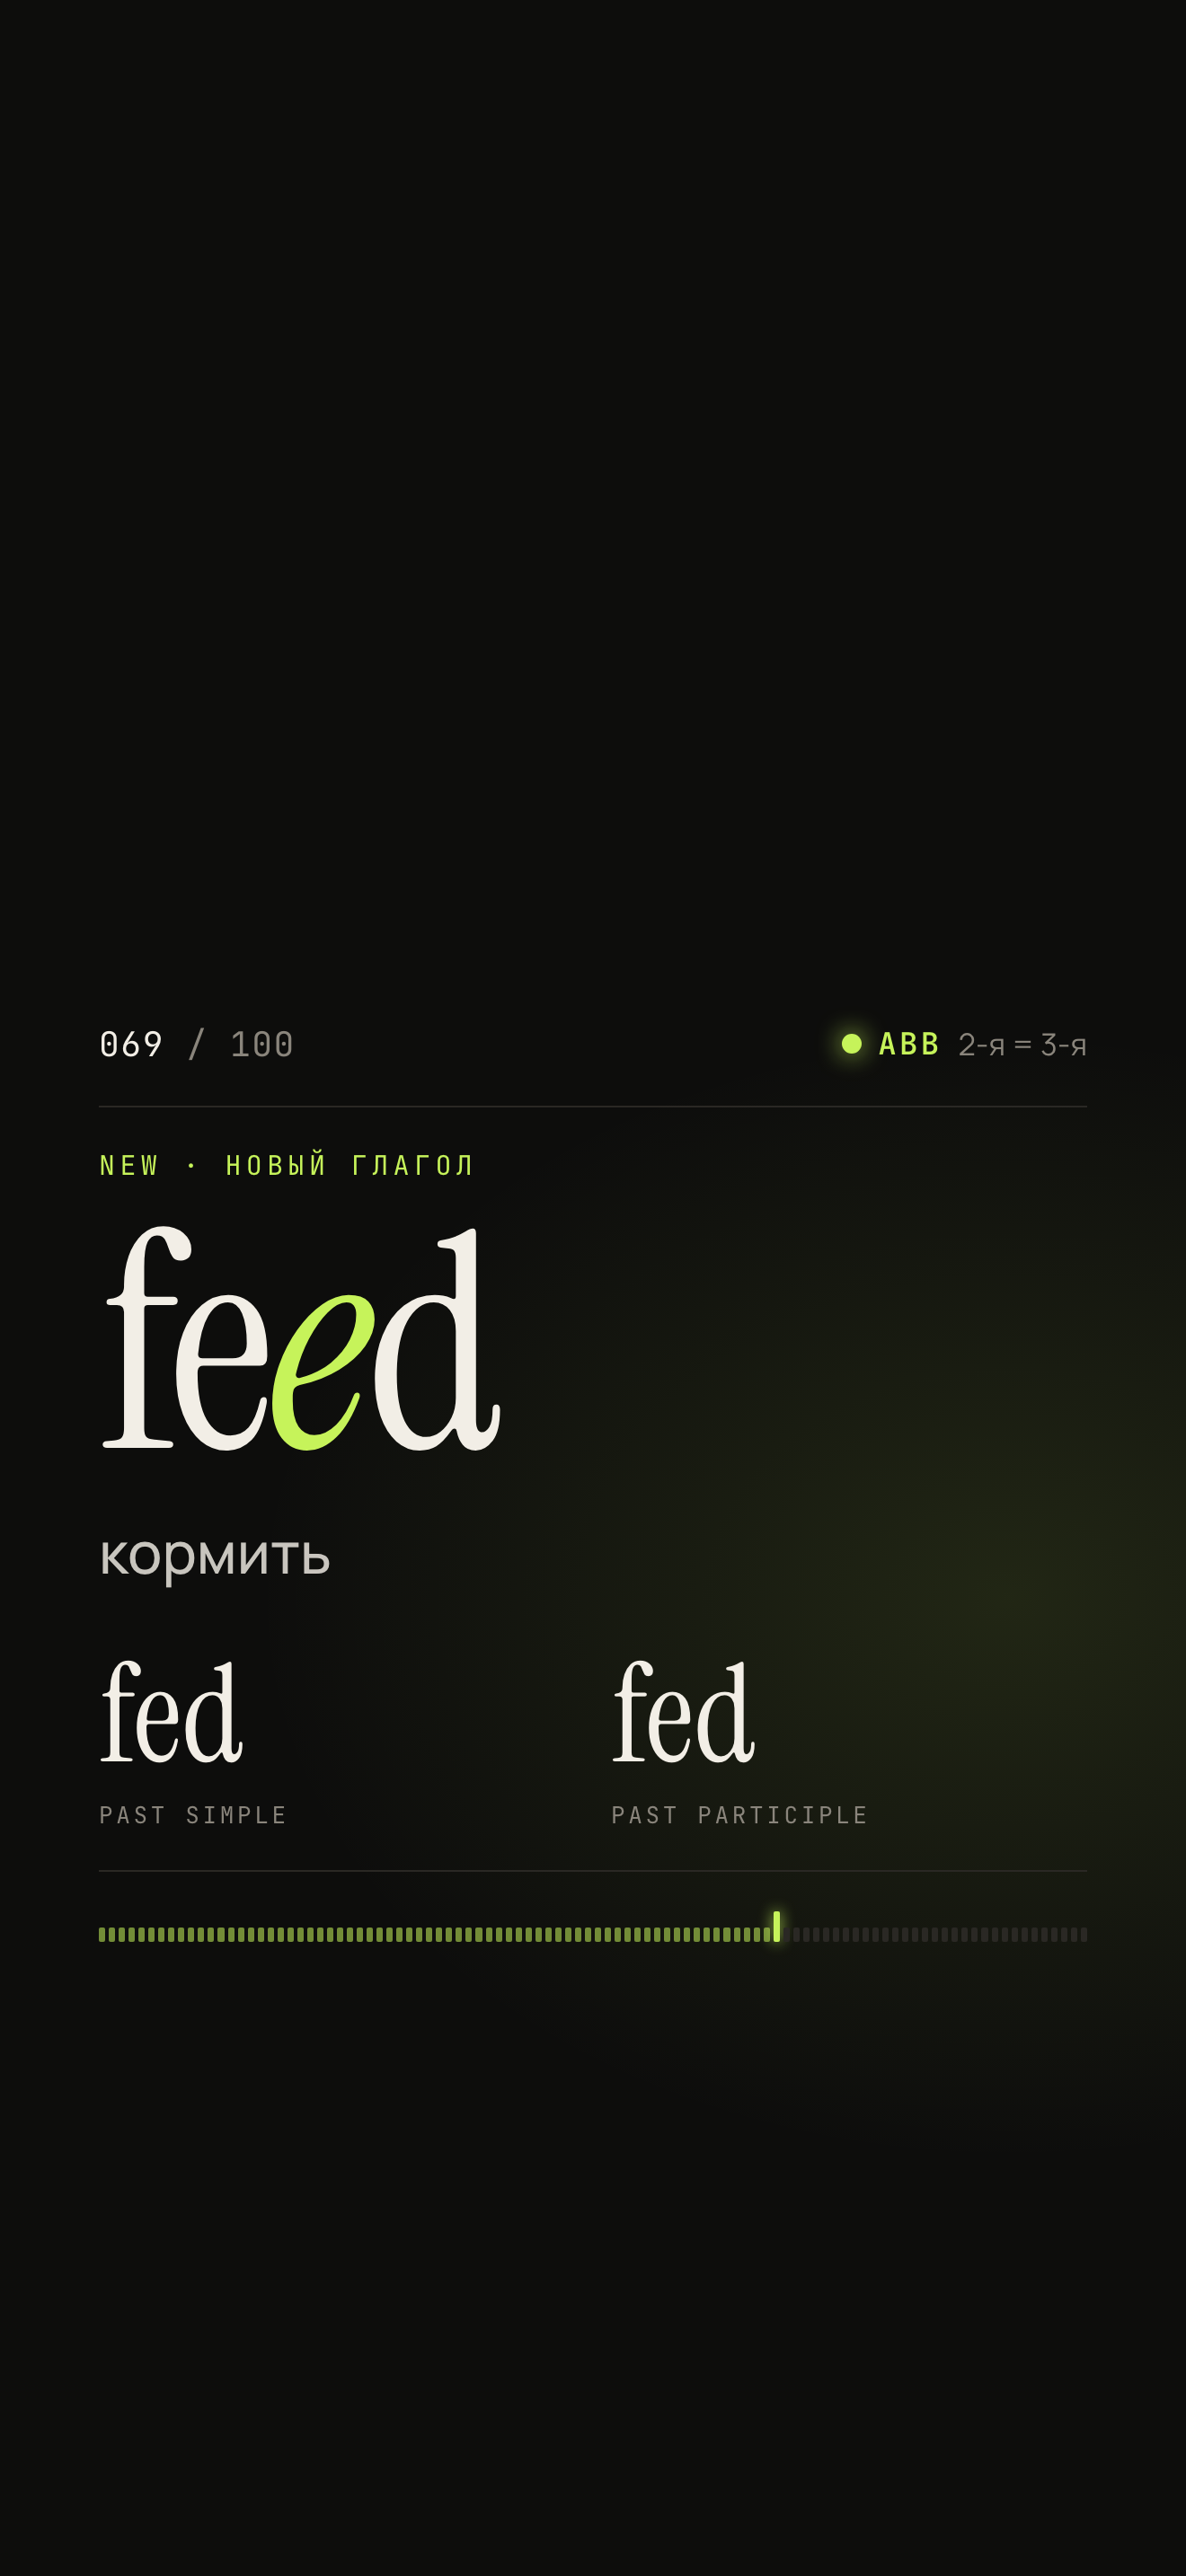 069 / 100
ABB 2-я = 3-я
NEW · НОВЫЙ ГЛАГОЛ
feed
кормить
fed
fed
PAST SIMPLE
PAST PARTICIPLE